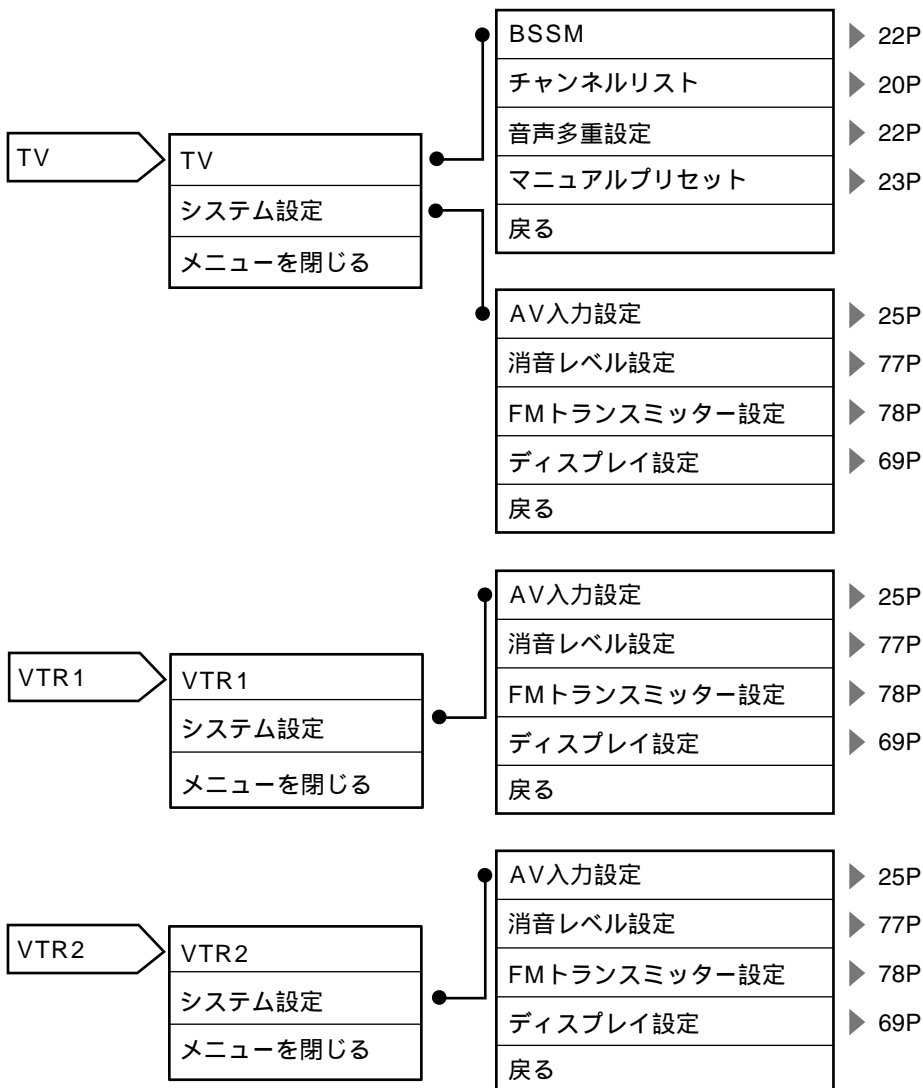 TV
TV
システム設定
メニューを閉じる
BSSM
22P
チャンネルリスト
20P
音声多重設定
22P
マニュアルプリセット
23P
戻る
AV入力設定
25P
消音レベル設定
77P
FMトランスミッター設定
78P
ディスプレイ設定
69P
戻る
VTR1
VTR1
システム設定
メニューを閉じる
AV入力設定
25P
消音レベル設定
77P
FMトランスミッター設定
78P
ディスプレイ設定
69P
戻る
VTR2
VTR2
システム設定
メニューを閉じる
AV入力設定
25P
消音レベル設定
77P
FMトランスミッター設定
78P
ディスプレイ設定
69P
戻る